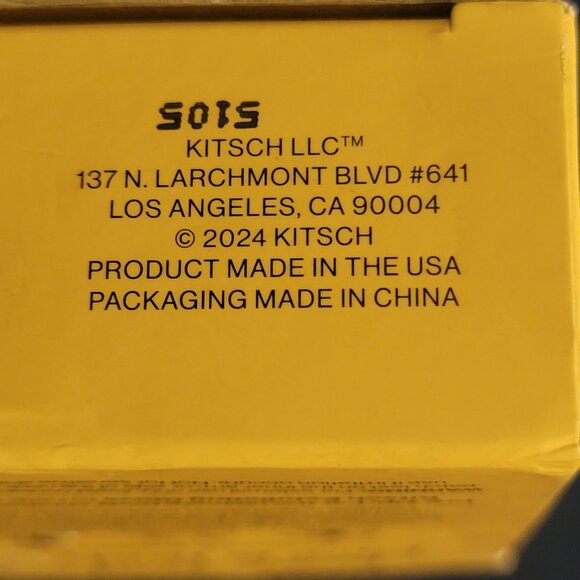 5015
KITSCH LLC™
137 N. LARCHMONT BLVD #641
LOS ANGELES, CA 90004
© 2024 KITSCH
PRODUCT MADE IN THE USA
PACKAGING MADE IN CHINA